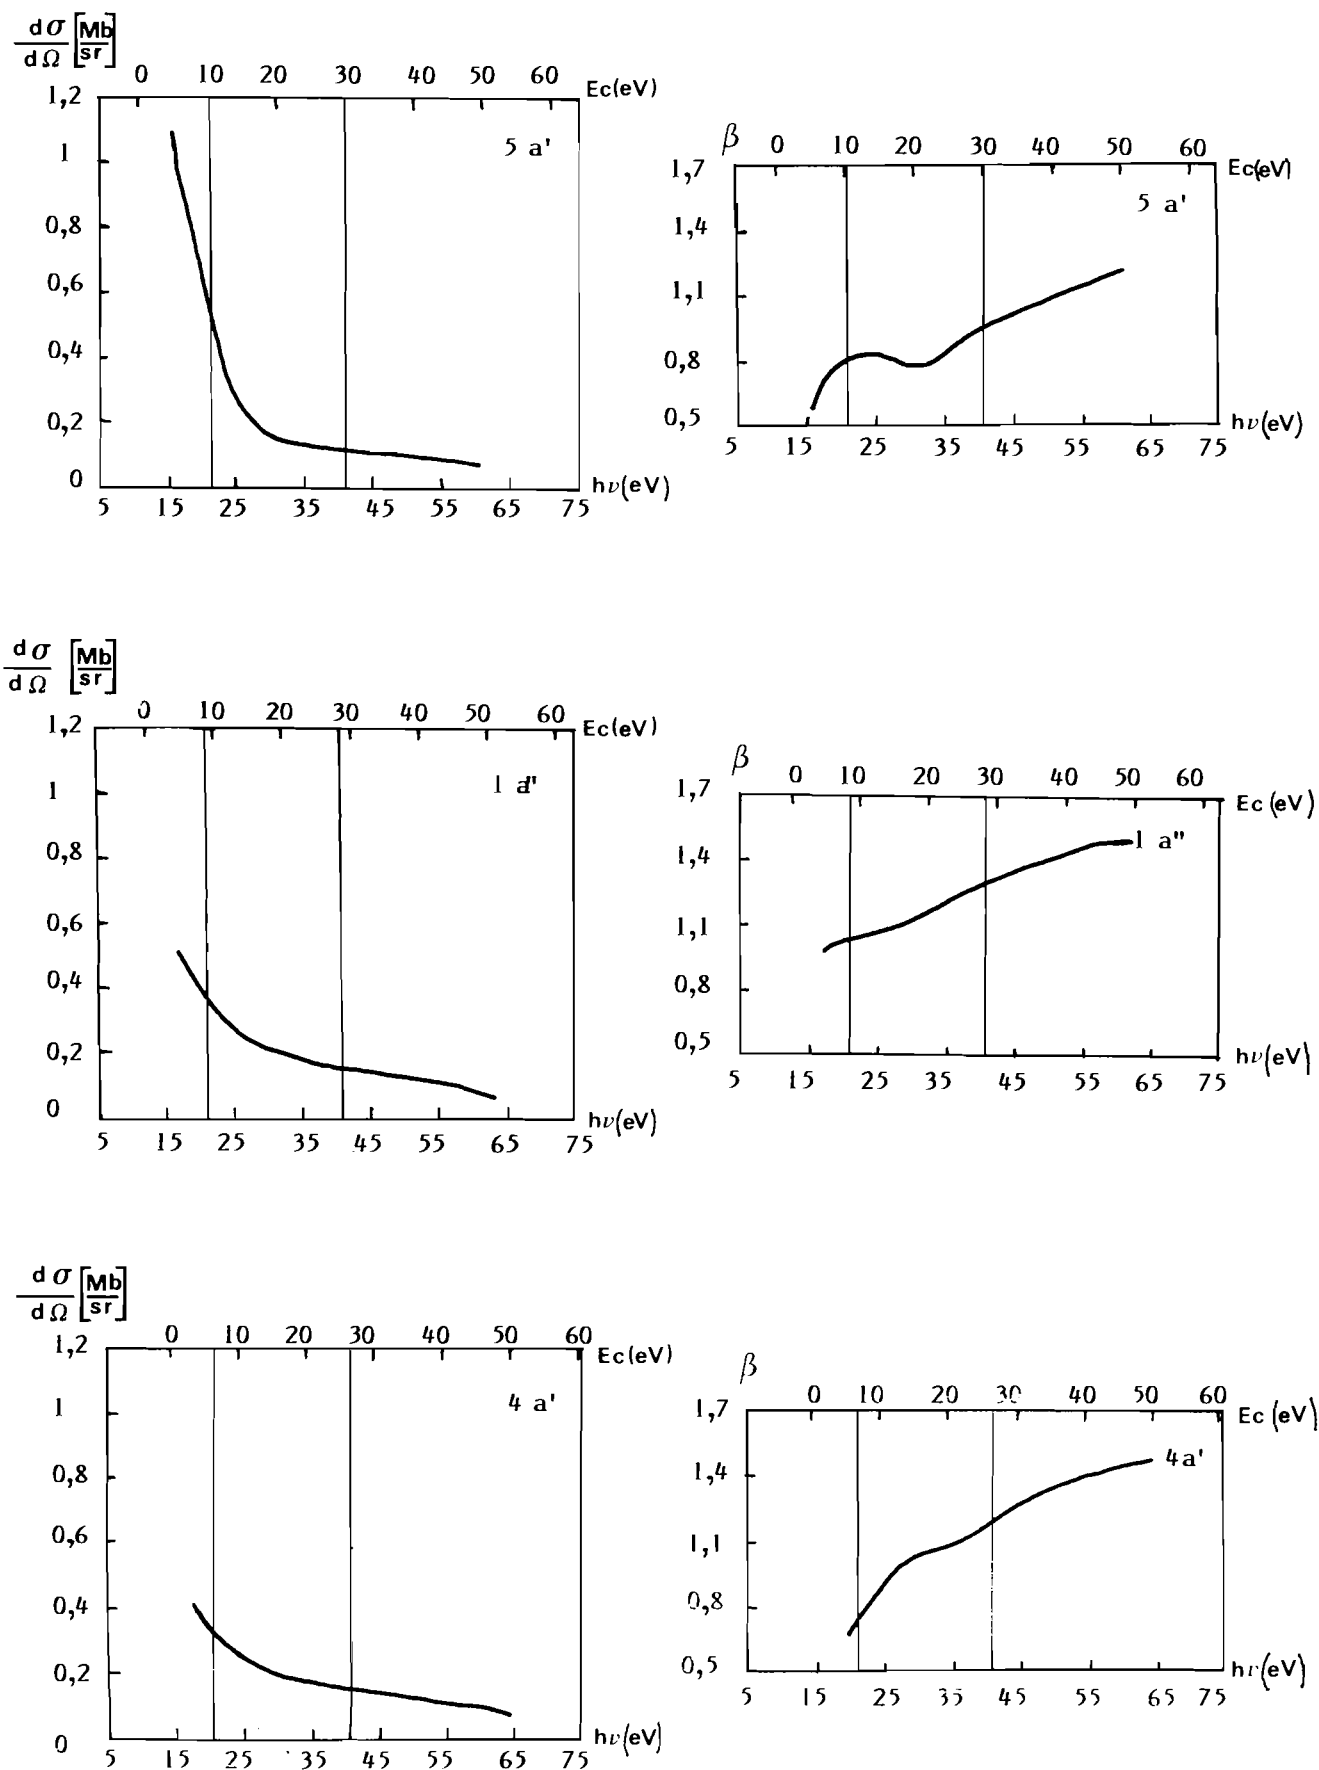 dσ/dΩ [Mb/sr]
0 10 20 30 40 50 60 Ec(eV)
1,2
1
0,8
0,6
0,4
0,2
0
5 a'
5 15 25 35 45 55 65 75 hν(eV)
β 0 10 20 30 40 50 60 Ec(eV)
1,7
1,4
1,1
0,8
0,5
5 a'
5 15 25 35 45 55 65 75 hν(eV)
dσ/dΩ [Mb/sr]
0 10 20 30 40 50 60 Ec(eV)
1,2
1
0,8
0,6
0,4
0,2
0
1 a"
5 15 25 35 45 55 65 75 hν(eV)
β 0 10 20 30 40 50 60 Ec (eV)
1,7
1,4
1,1
0,8
0,5
1 a"
5 15 25 35 45 55 65 75 hν(eV)
dσ/dΩ [Mb/sr]
0 10 20 30 40 50 60 Ec(eV)
1,2
1
0,8
0,6
0,4
0,2
0
4 a'
5 15 25 35 45 55 65 75 hν(eV)
β 0 10 20 30 40 50 60 Ec (eV)
1,7
1,4
1,1
0,8
0,5
4a'
5 15 25 35 45 55 65 75 hν(eV)